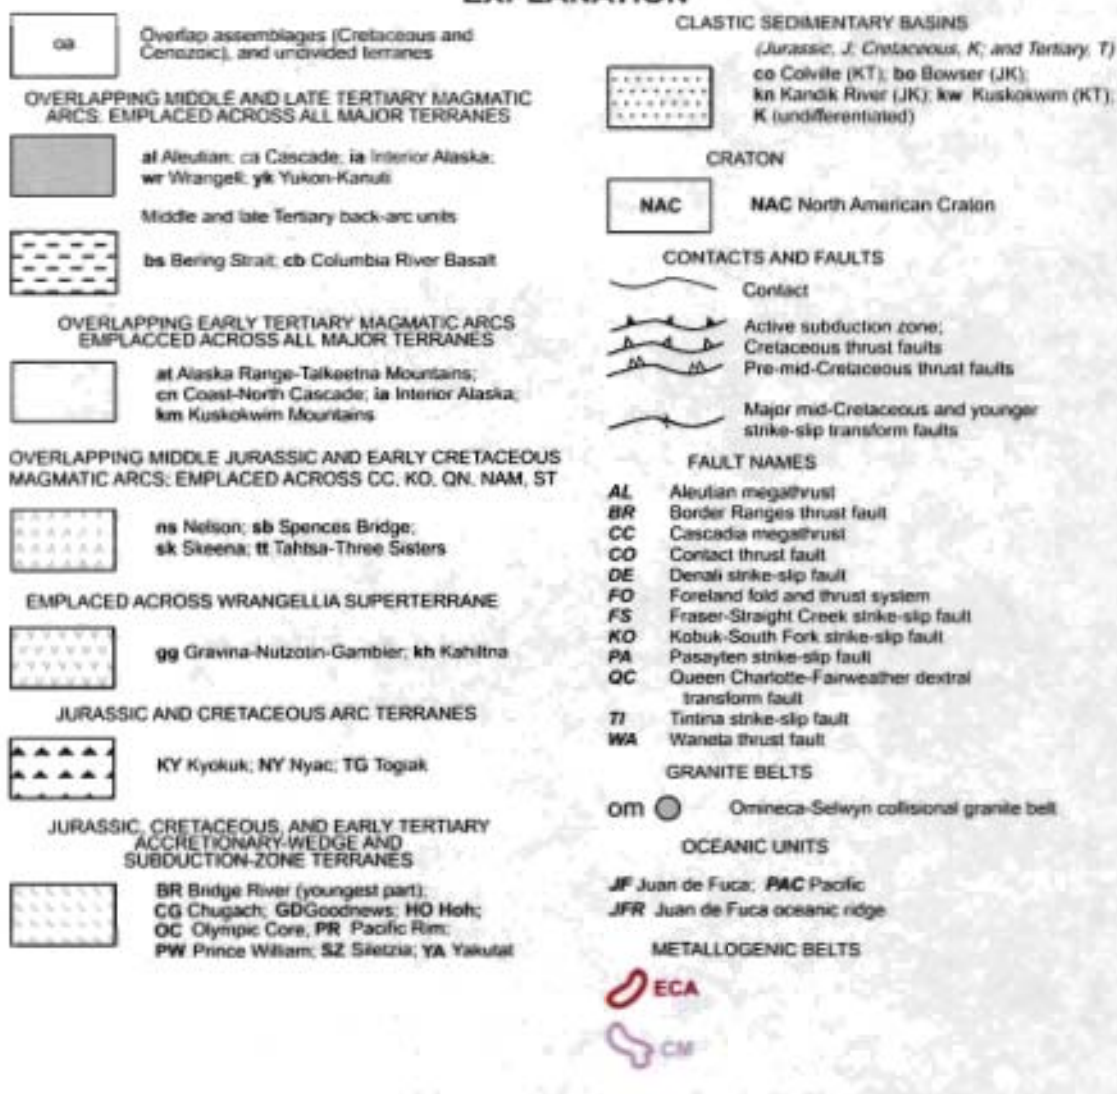 EXPLANATION
oa
Overlap assemblages (Cretaceous and
Cenozoic), and undivided terranes
OVERLAPPING MIDDLE AND LATE TERTIARY MAGMATIC
ARCS; EMPLACED ACROSS ALL MAJOR TERRANES
al Aleutian; ca Cascade; ia Interior Alaska;
wr Wrangell; yk Yukon-Kanuti
Middle and late Tertiary back-arc units
bs Bering Strait; cb Columbia River Basalt
OVERLAPPING EARLY TERTIARY MAGMATIC ARCS
EMPLACCED ACROSS ALL MAJOR TERRANES
at Alaska Range-Talkeetna Mountains;
cn Coast-North Cascade; ia Interior Alaska;
km Kuskokwim Mountains
OVERLAPPING MIDDLE JURASSIC AND EARLY CRETACEOUS
MAGMATIC ARCS; EMPLACED ACROSS CC, KO, QN, NAM, ST
ns Nelson; sb Spences Bridge;
sk Skeena; tt Tahtsa-Three Sisters
EMPLACED ACROSS WRANGELLIA SUPERTERRANE
gg Gravina-Nutzotin-Gambier; kh Kahiltna
JURASSIC AND CRETACEOUS ARC TERRANES
KY Kyokuk; NY Nyac; TG Togiak
JURASSIC, CRETACEOUS, AND EARLY TERTIARY
ACCRETIONARY-WEDGE AND
SUBDUCTION-ZONE TERRANES
BR Bridge River (youngest part);
CG Chugach; GDGoodnews; HO Hoh;
OC Olympic Core, PR Pacific Rim;
PW Prince William; SZ Siletzia; YA Yakutat
CLASTIC SEDIMENTARY BASINS
(Jurassic, J; Cretaceous, K; and Tertiary, T)
co Colville (KT); bo Bowser (JK);
kn Kandik River (JK); kw Kuskokwim (KT);
K (undifferentiated)
CRATON
NAC
NAC North American Craton
CONTACTS AND FAULTS
Contact
Active subduction zone;
Cretaceous thrust faults
Pre-mid-Cretaceous thrust faults
Major mid-Cretaceous and younger
strike-slip transform faults
FAULT NAMES
AL Aleutian megathrust
BR Border Ranges thrust fault
CC Cascadia megathrust
CO Contact thrust fault
DE Denali strike-slip fault
FO Foreland fold and thrust system
FS Fraser-Straight Creek strike-slip fault
KO Kobuk-South Fork strike-slip fault
PA Pasayten strike-slip fault
QC Queen Charlotte-Fairweather dextral
transform fault
TI Tintina strike-slip fault
WA Waneta thrust fault
GRANITE BELTS
om Omineca-Selwyn collisional granite belt
OCEANIC UNITS
JF Juan de Fuca; PAC Pacific
JFR Juan de Fuca oceanic ridge
METALLOGENIC BELTS
ECA
CM